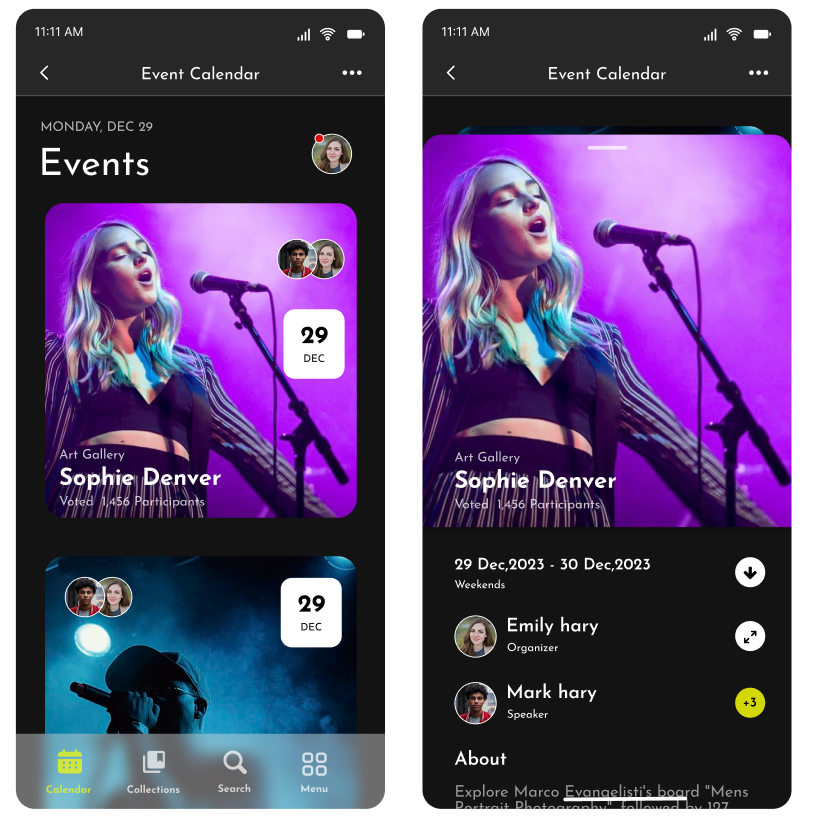 11:11 AM
Event Calendar
MONDAY, DEC 29
Events
29
DEC
Art Gallery
Sophie Denver
Voted 1,456 Participants
29
DEC
Calendar
Collections
Search
Menu
11:11 AM
Event Calendar
Art Gallery
Sophie Denver
Voted 1,456 Participants
29 Dec,2023 - 30 Dec,2023
Weekends
Emily hary
Organizer
Mark hary
Speaker
+3
About
Explore Marco Evangelisti's board "Mens
Portrait Photography", followed by 127